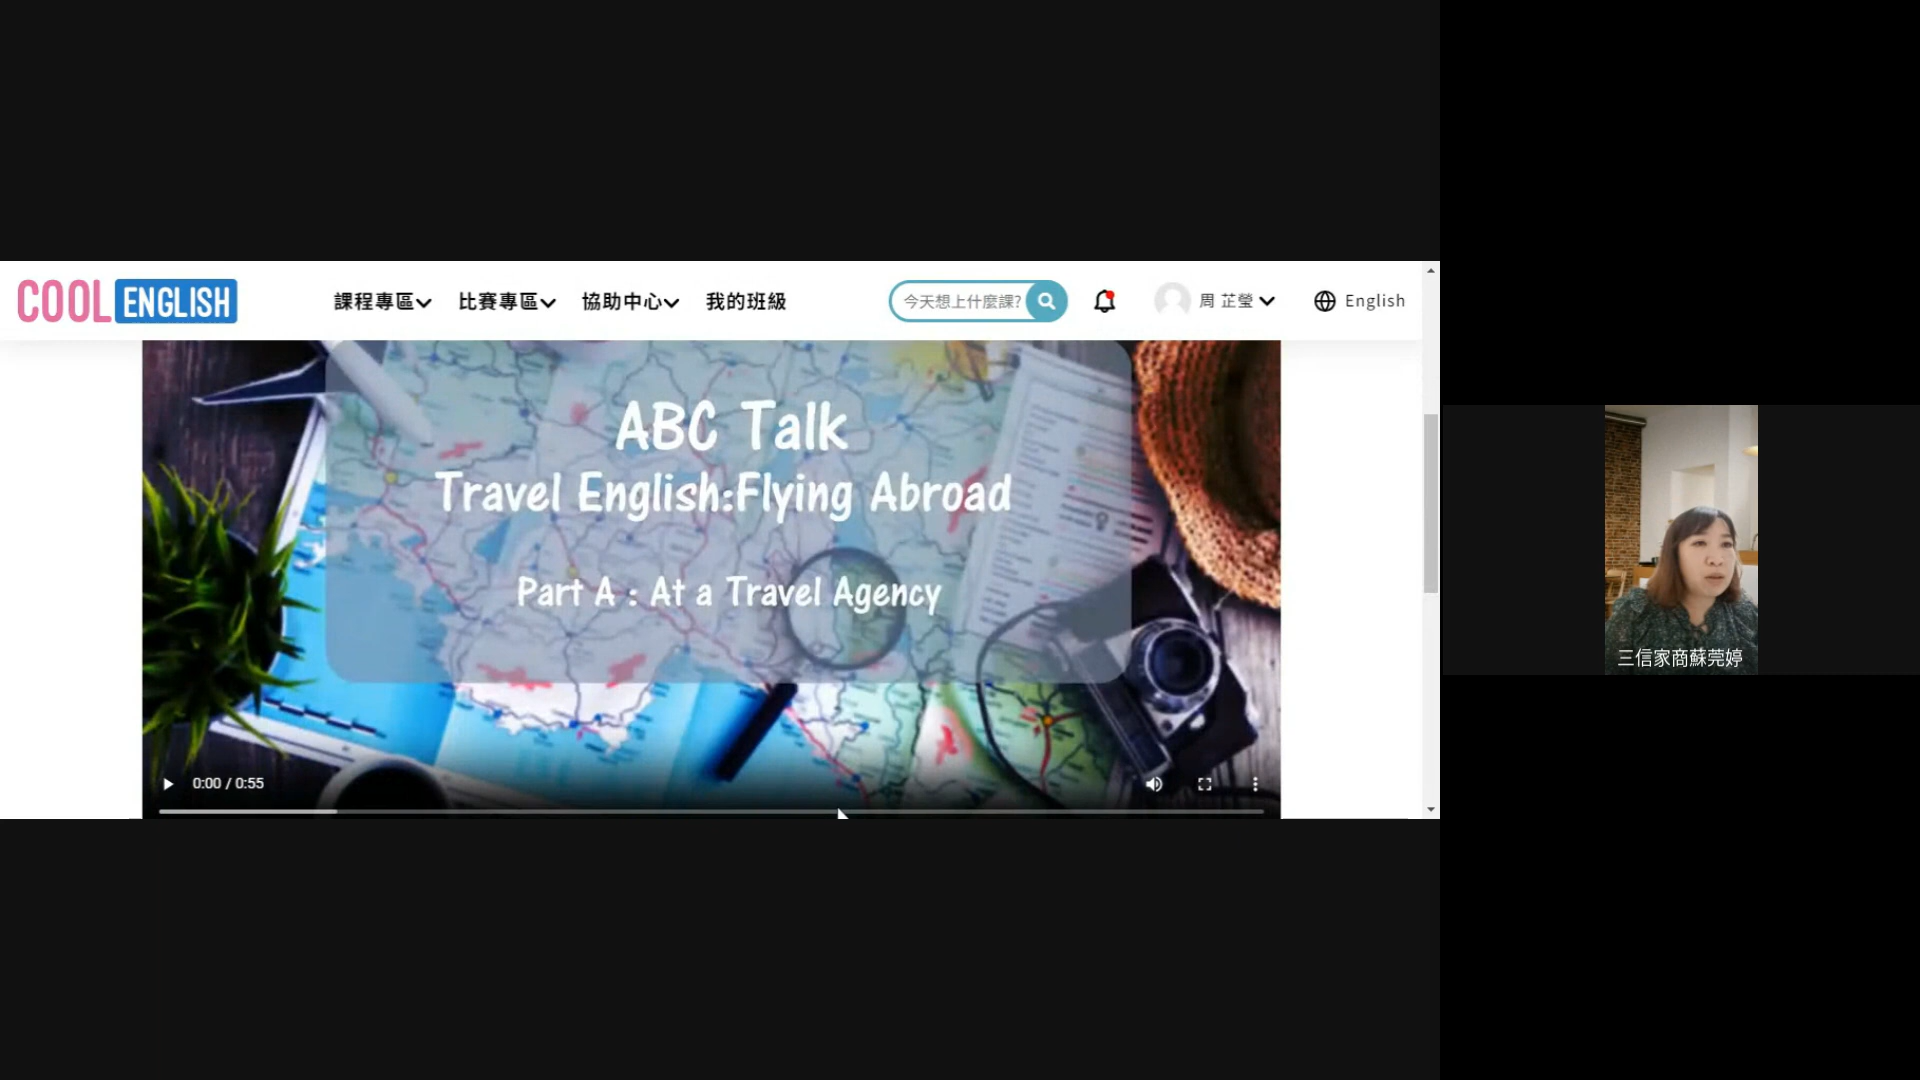 COOL ENGLISH
課程專區
比賽專區
協助中心
我的班級
今天想上什麼課?
周 芷瑩
English
ABC Talk
Travel English:Flying Abroad
Part A : At a Travel Agency
0:00 / 0:55
三信家商蘇莞婷